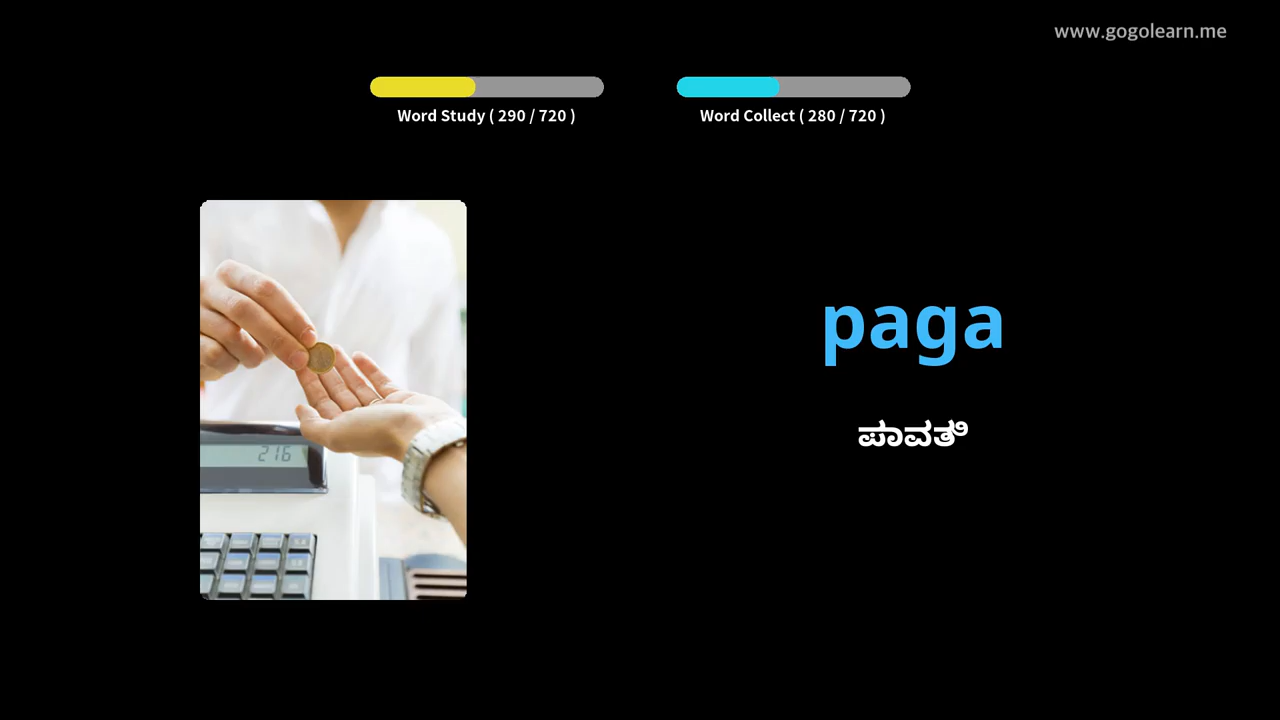 www.gogolearn.me
Word Study ( 290 / 720 )
Word Collect ( 280 / 720 )
216
paga
ಪಾವತಿ